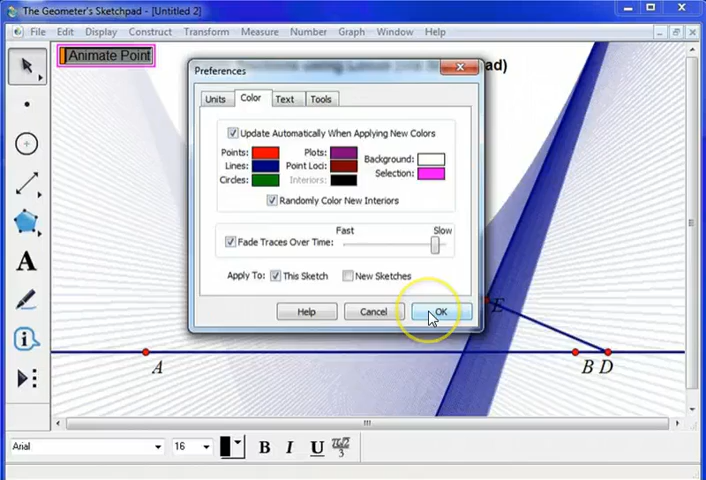 The Geometer's Sketchpad - [Untitled 2]
File Edit Display Construct Transform Measure Number Graph Window Help
Animate Point
Preferences
ad)
Units Color Text Tools
Update Automatically When Applying New Colors
Points: Plots: Background:
Lines: Point Loci: Selection:
Circles: Interiors:
Randomly Color New Interiors
Fast Slow
Fade Traces Over Time:
Apply To: This Sketch New Sketches
Help Cancel OK
E
A B D
Arial 16 B I U